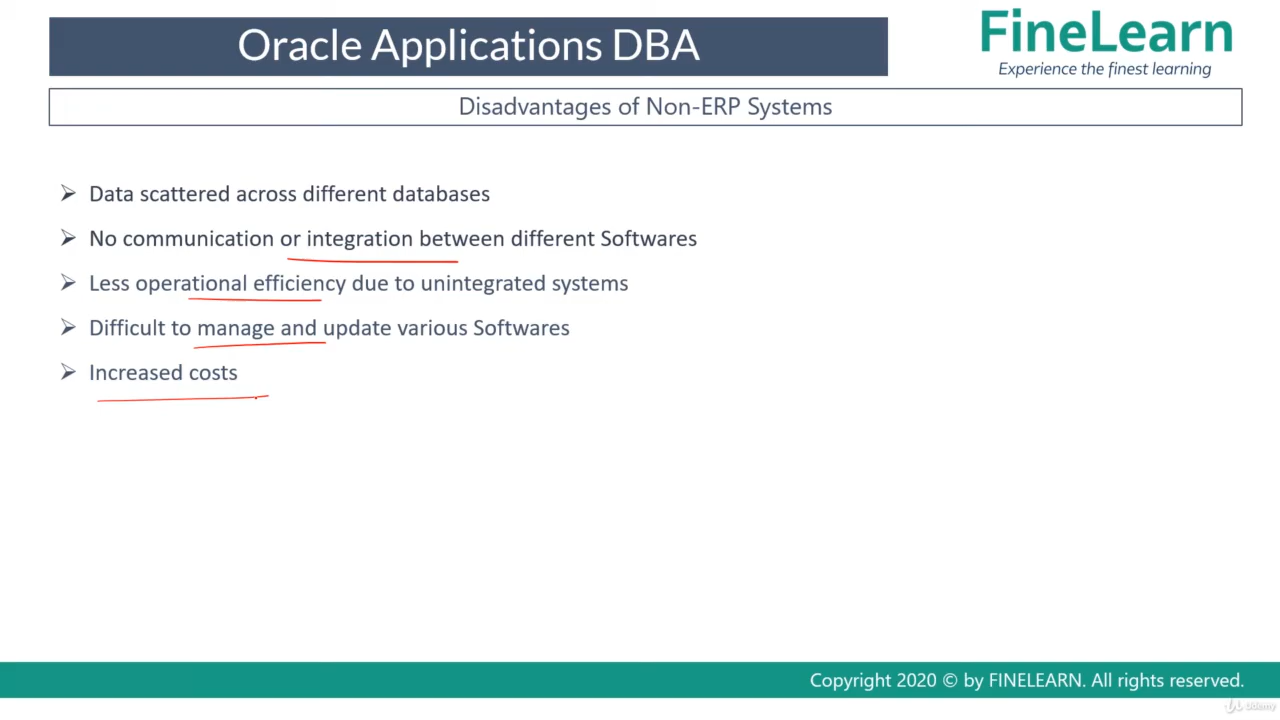 Oracle Applications DBA
FineLearn
Experience the finest learning
Disadvantages of Non-ERP Systems
➢ Data scattered across different databases
➢ No communication or integration between different Softwares
➢ Less operational efficiency due to unintegrated systems
➢ Difficult to manage and update various Softwares
➢ Increased costs
Copyright 2020 © by FINELEARN. All rights reserved.
Udemy